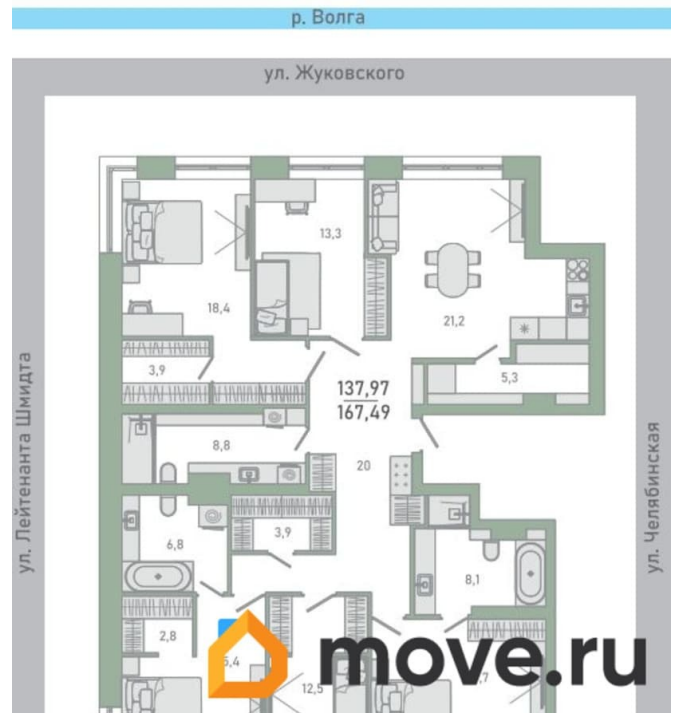 р. Волга
ул. Жуковского
ул. Лейтенанта Шмидта
ул. Челябинская
13,3
18,4
21,2
3,9
5,3
137,97
167,49
8,8
20
3,9
6,8
8,1
2,8
move.ru
12,5